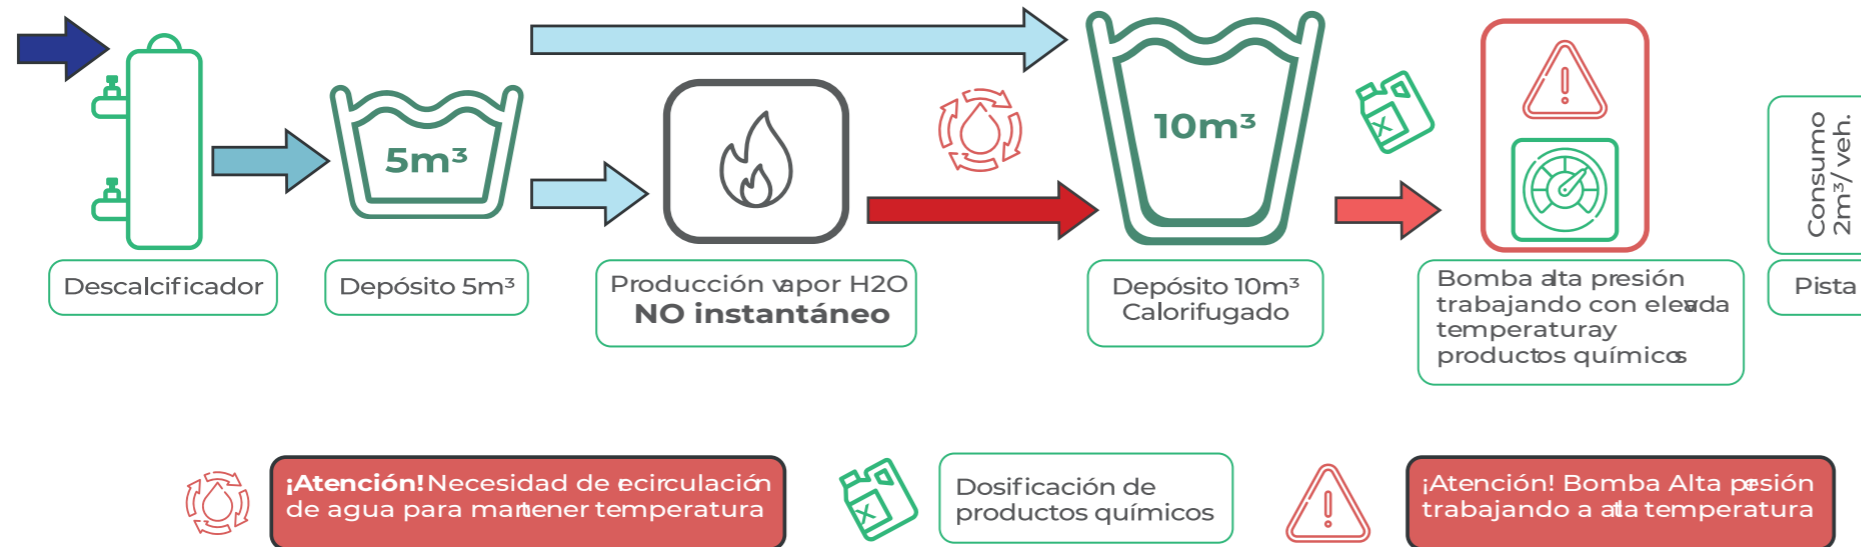 5m³
10m³
X
Consumo
2m³/ veh.
Descalcificador
Depósito 5m³
Producción vapor H2O
NO instantáneo
Depósito 10m³
Calorifugado
Bomba alta presión
trabajando con elevada
temperaturay
productos químicos
Pista
¡Atención! Necesidad de recirculación
de agua para mantener temperatura
X
Dosificación de
productos químicos
¡Atención! Bomba Alta presión
trabajando a alta temperatura